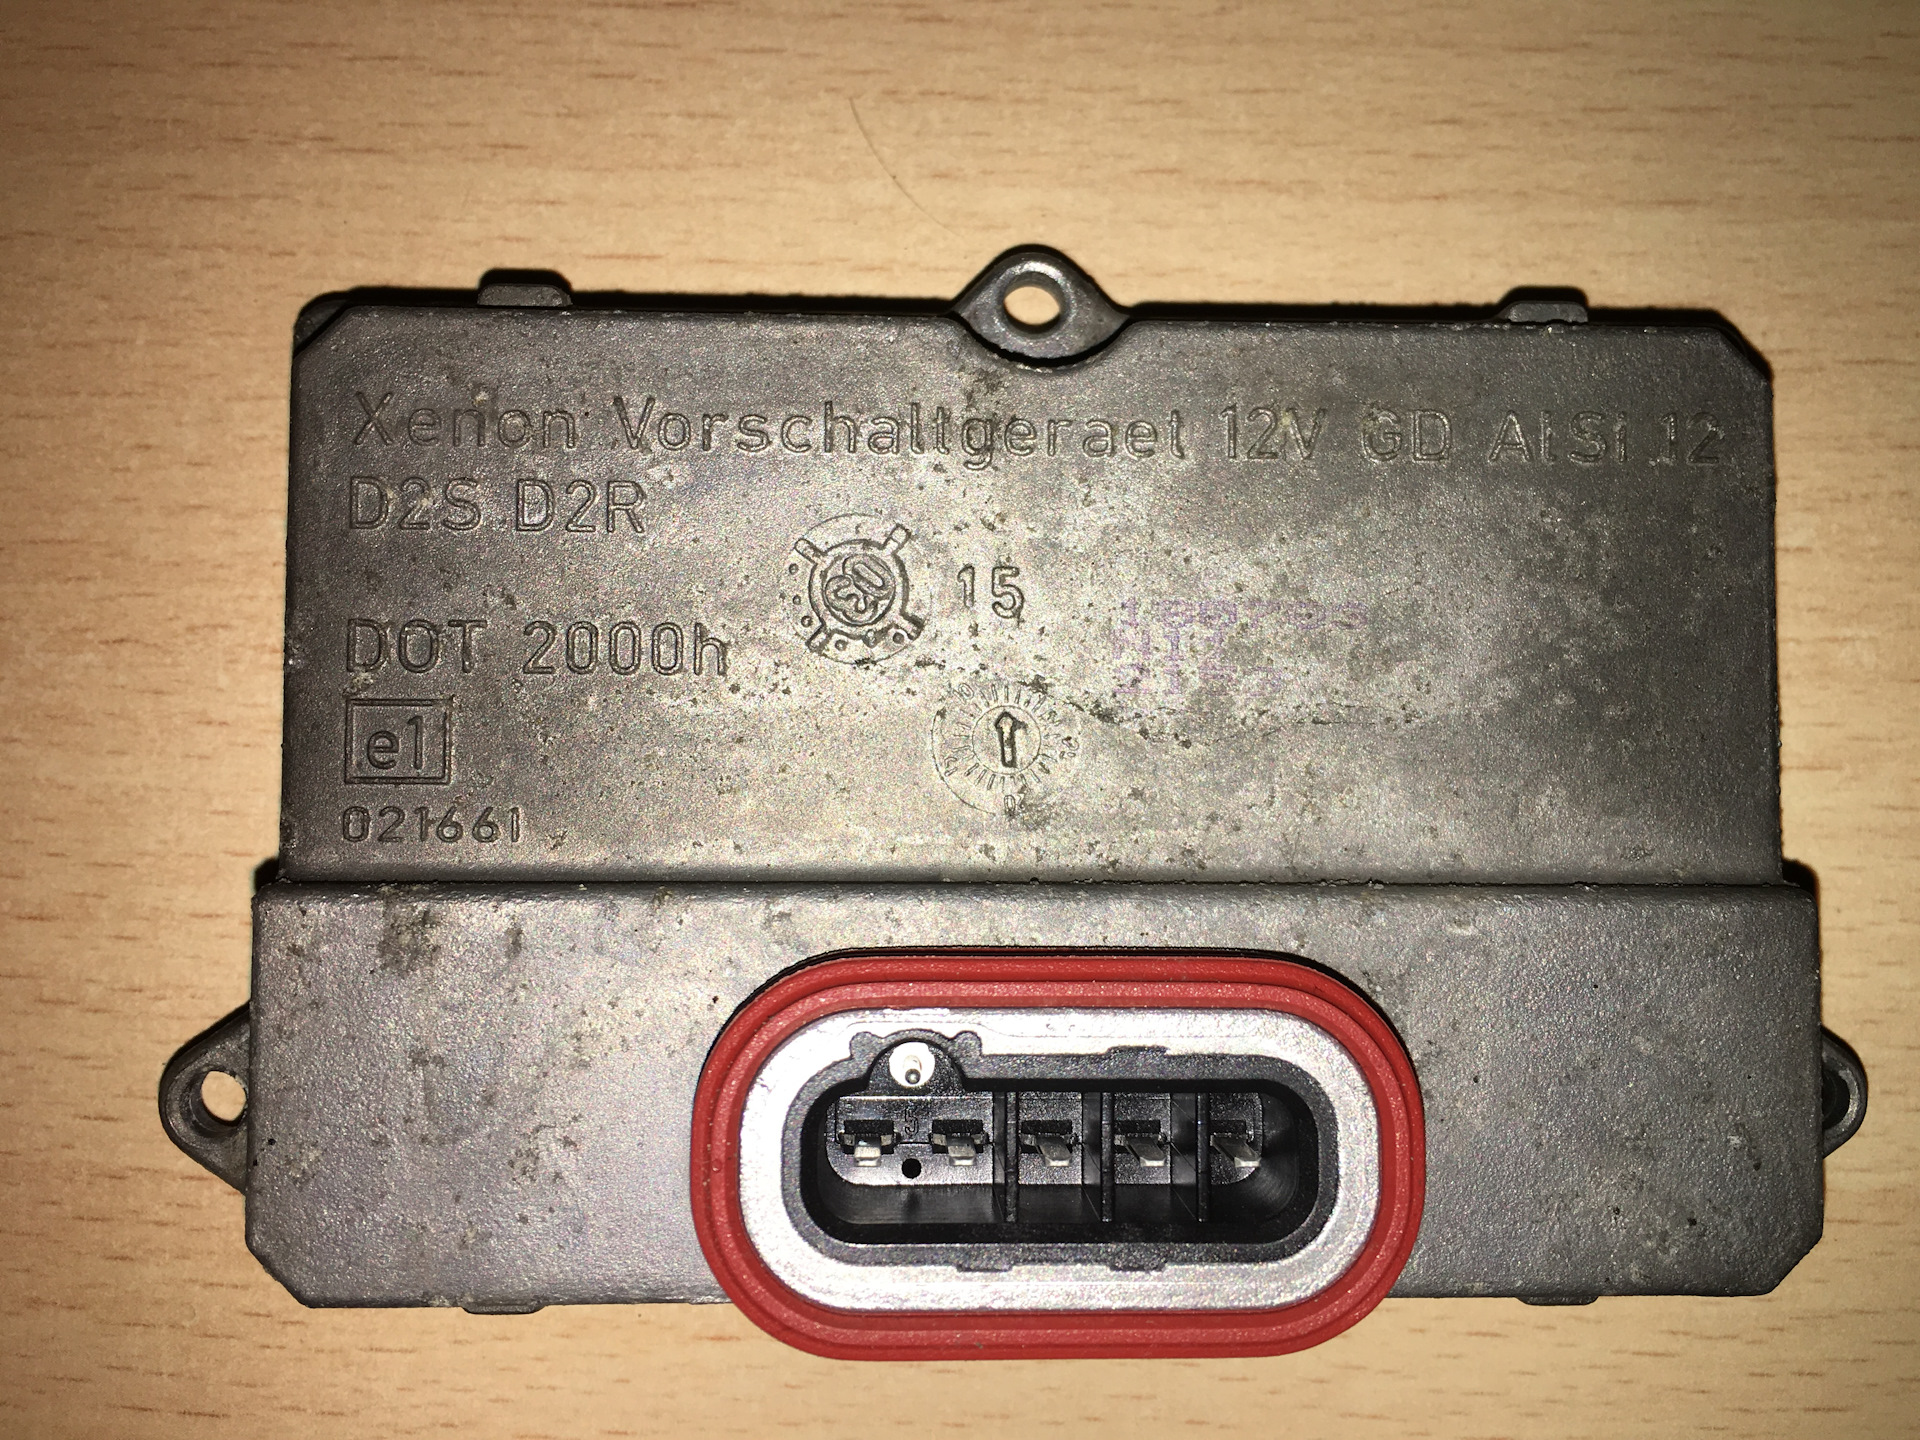 Xenon Vorschaltgeraet 12V GD AlSi 12
D2S D2R
15
DOT 2000h
e1
021661